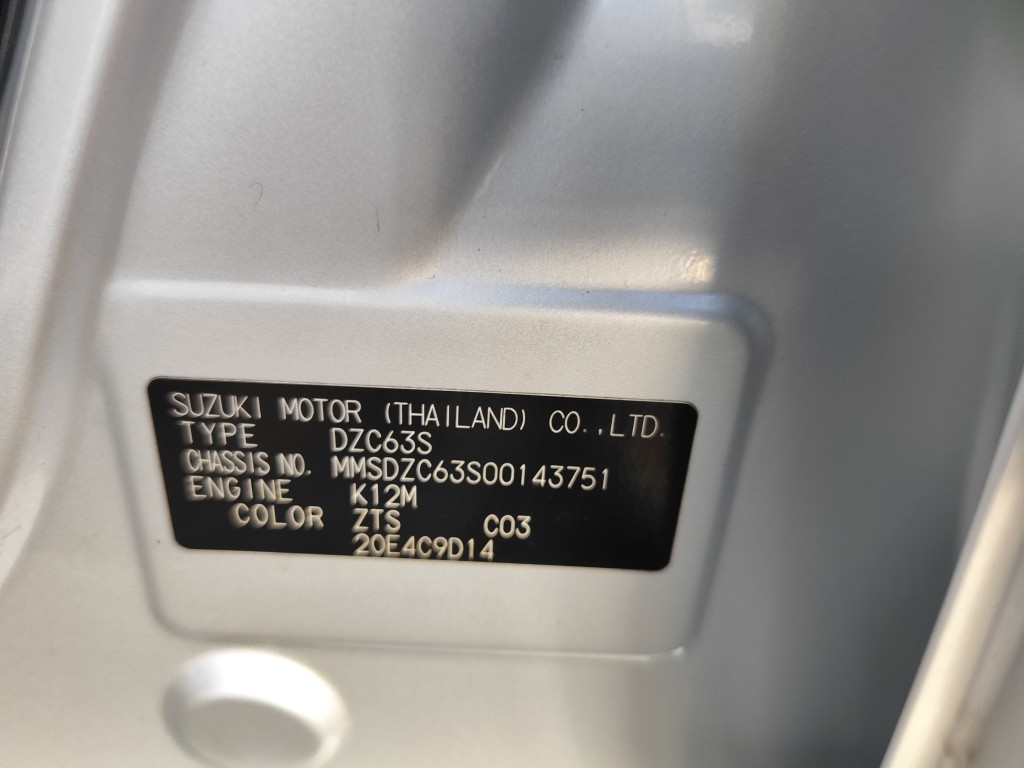 SUZUKI MOTOR (THAILAND) CO.,LTD.
TYPE DZC63S
CHASSIS NO. MMSDZC63S00143751
ENGINE K12M
COLOR ZTS C03
20E4C9D14